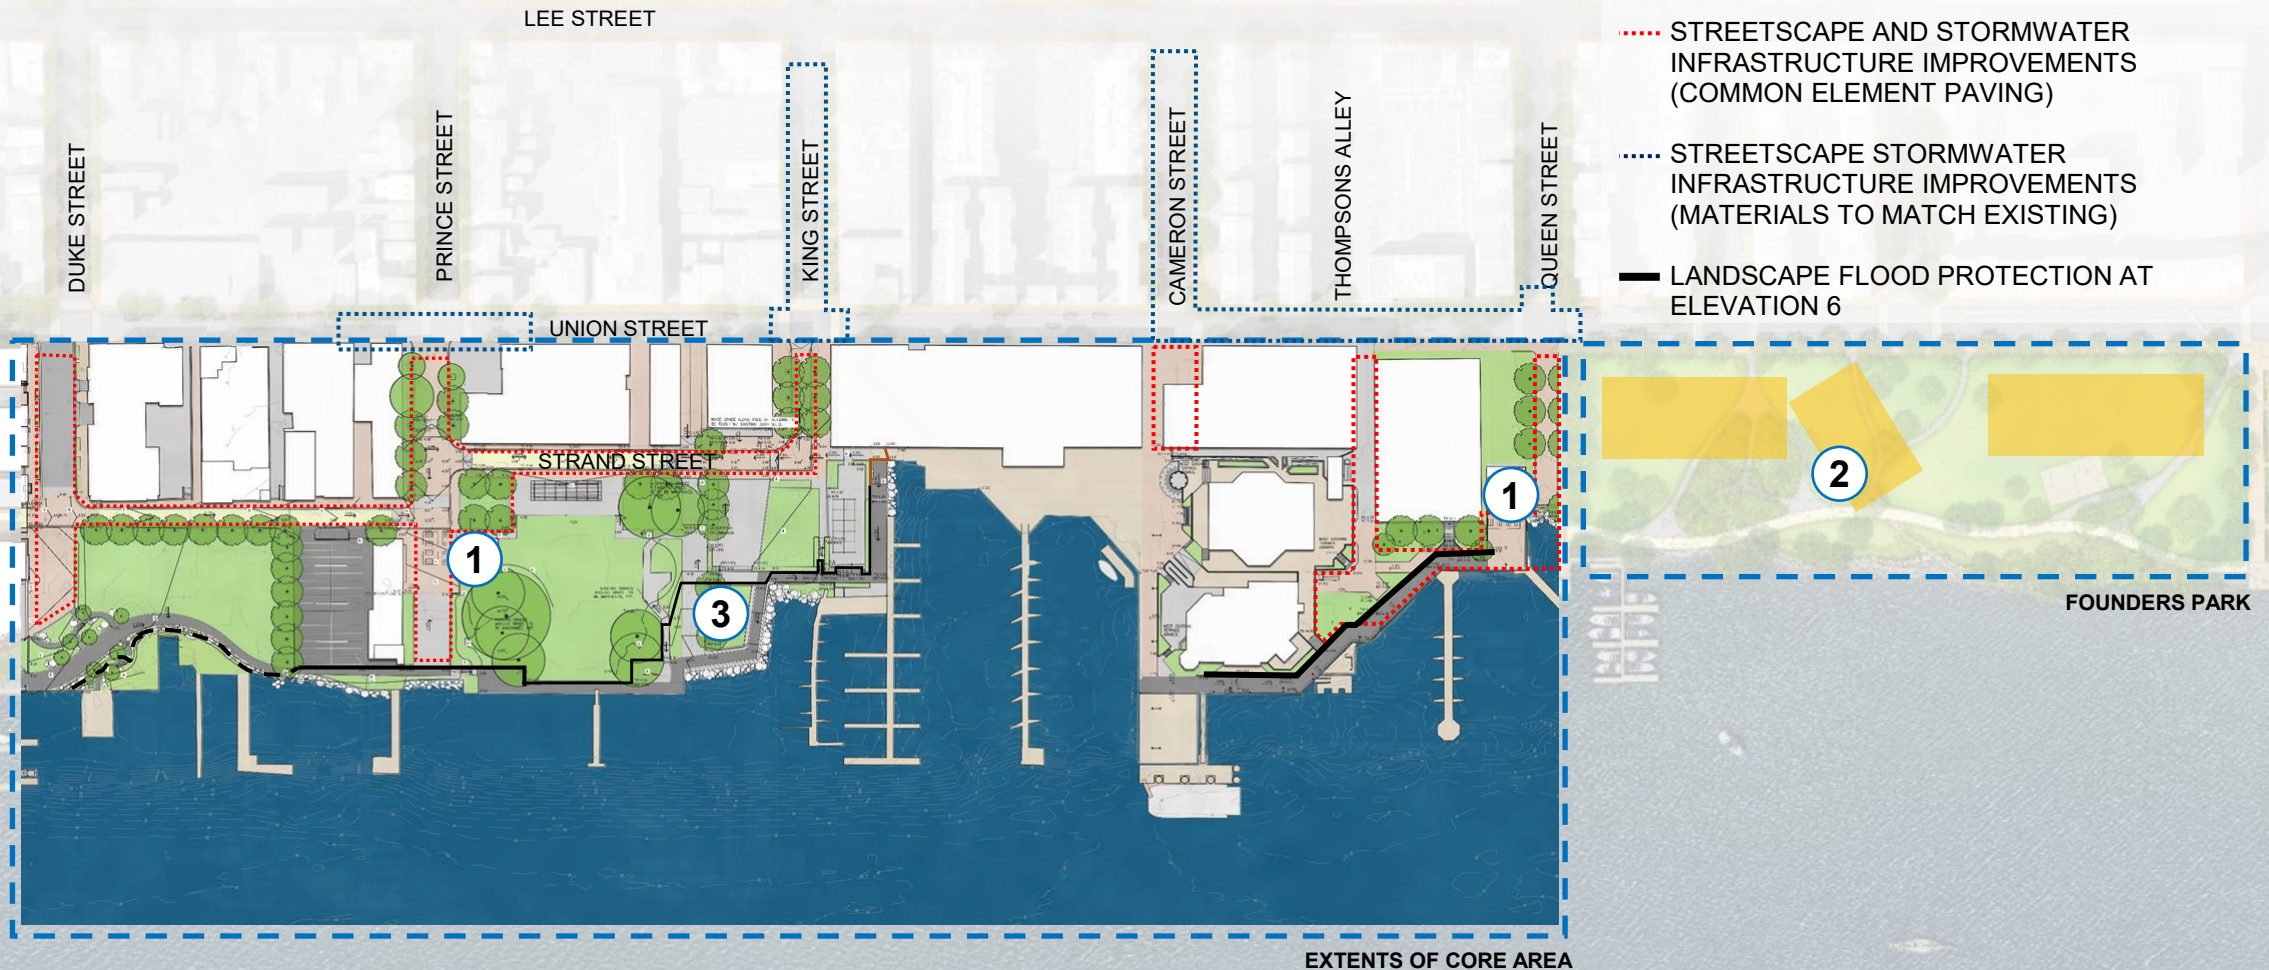 LEE STREET
DUKE STREET
PRINCE STREET
KING STREET
CAMERON STREET
THOMPSONS ALLEY
QUEEN STREET
UNION STREET
STRAND STREET
STREETSCAPE AND STORMWATER
INFRASTRUCTURE IMPROVEMENTS
(COMMON ELEMENT PAVING)
STREETSCAPE STORMWATER
INFRASTRUCTURE IMPROVEMENTS
(MATERIALS TO MATCH EXISTING)
LANDSCAPE FLOOD PROTECTION AT
ELEVATION 6
1
3
1
2
FOUNDERS PARK
EXTENTS OF CORE AREA